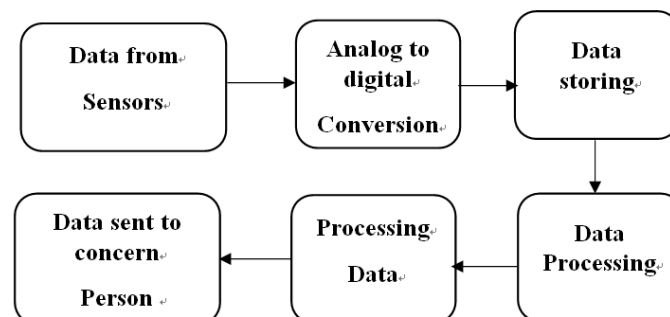 Data from
Sensors
Analog to
digital
Conversion
Data
storing
Data
Processing
Processing
Data
Data sent to
concern
Person